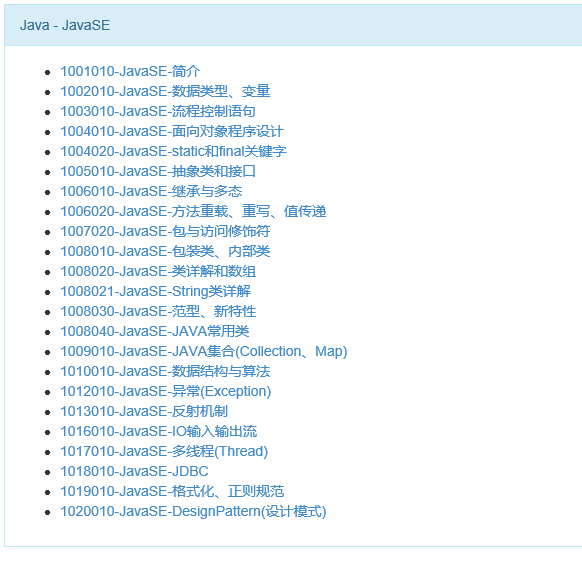 Java - JavaSE
1001010-JavaSE-简介
1002010-JavaSE-数据类型、变量
1003010-JavaSE-流程控制语句
1004010-JavaSE-面向对象程序设计
1004020-JavaSE-static和final关键字
1005010-JavaSE-抽象类和接口
1006010-JavaSE-继承与多态
1006020-JavaSE-方法重载、重写、值传递
1007020-JavaSE-包与访问修饰符
1008010-JavaSE-包装类、内部类
1008020-JavaSE-类详解和数组
1008021-JavaSE-String类详解
1008030-JavaSE-范型、新特性
1008040-JavaSE-JAVA常用类
1009010-JavaSE-JAVA集合(Collection、Map)
1010010-JavaSE-数据结构与算法
1012010-JavaSE-异常(Exception)
1013010-JavaSE-反射机制
1016010-JavaSE-IO输入输出流
1017010-JavaSE-多线程(Thread)
1018010-JavaSE-JDBC
1019010-JavaSE-格式化、正则规范
1020010-JavaSE-DesignPattern(设计模式)